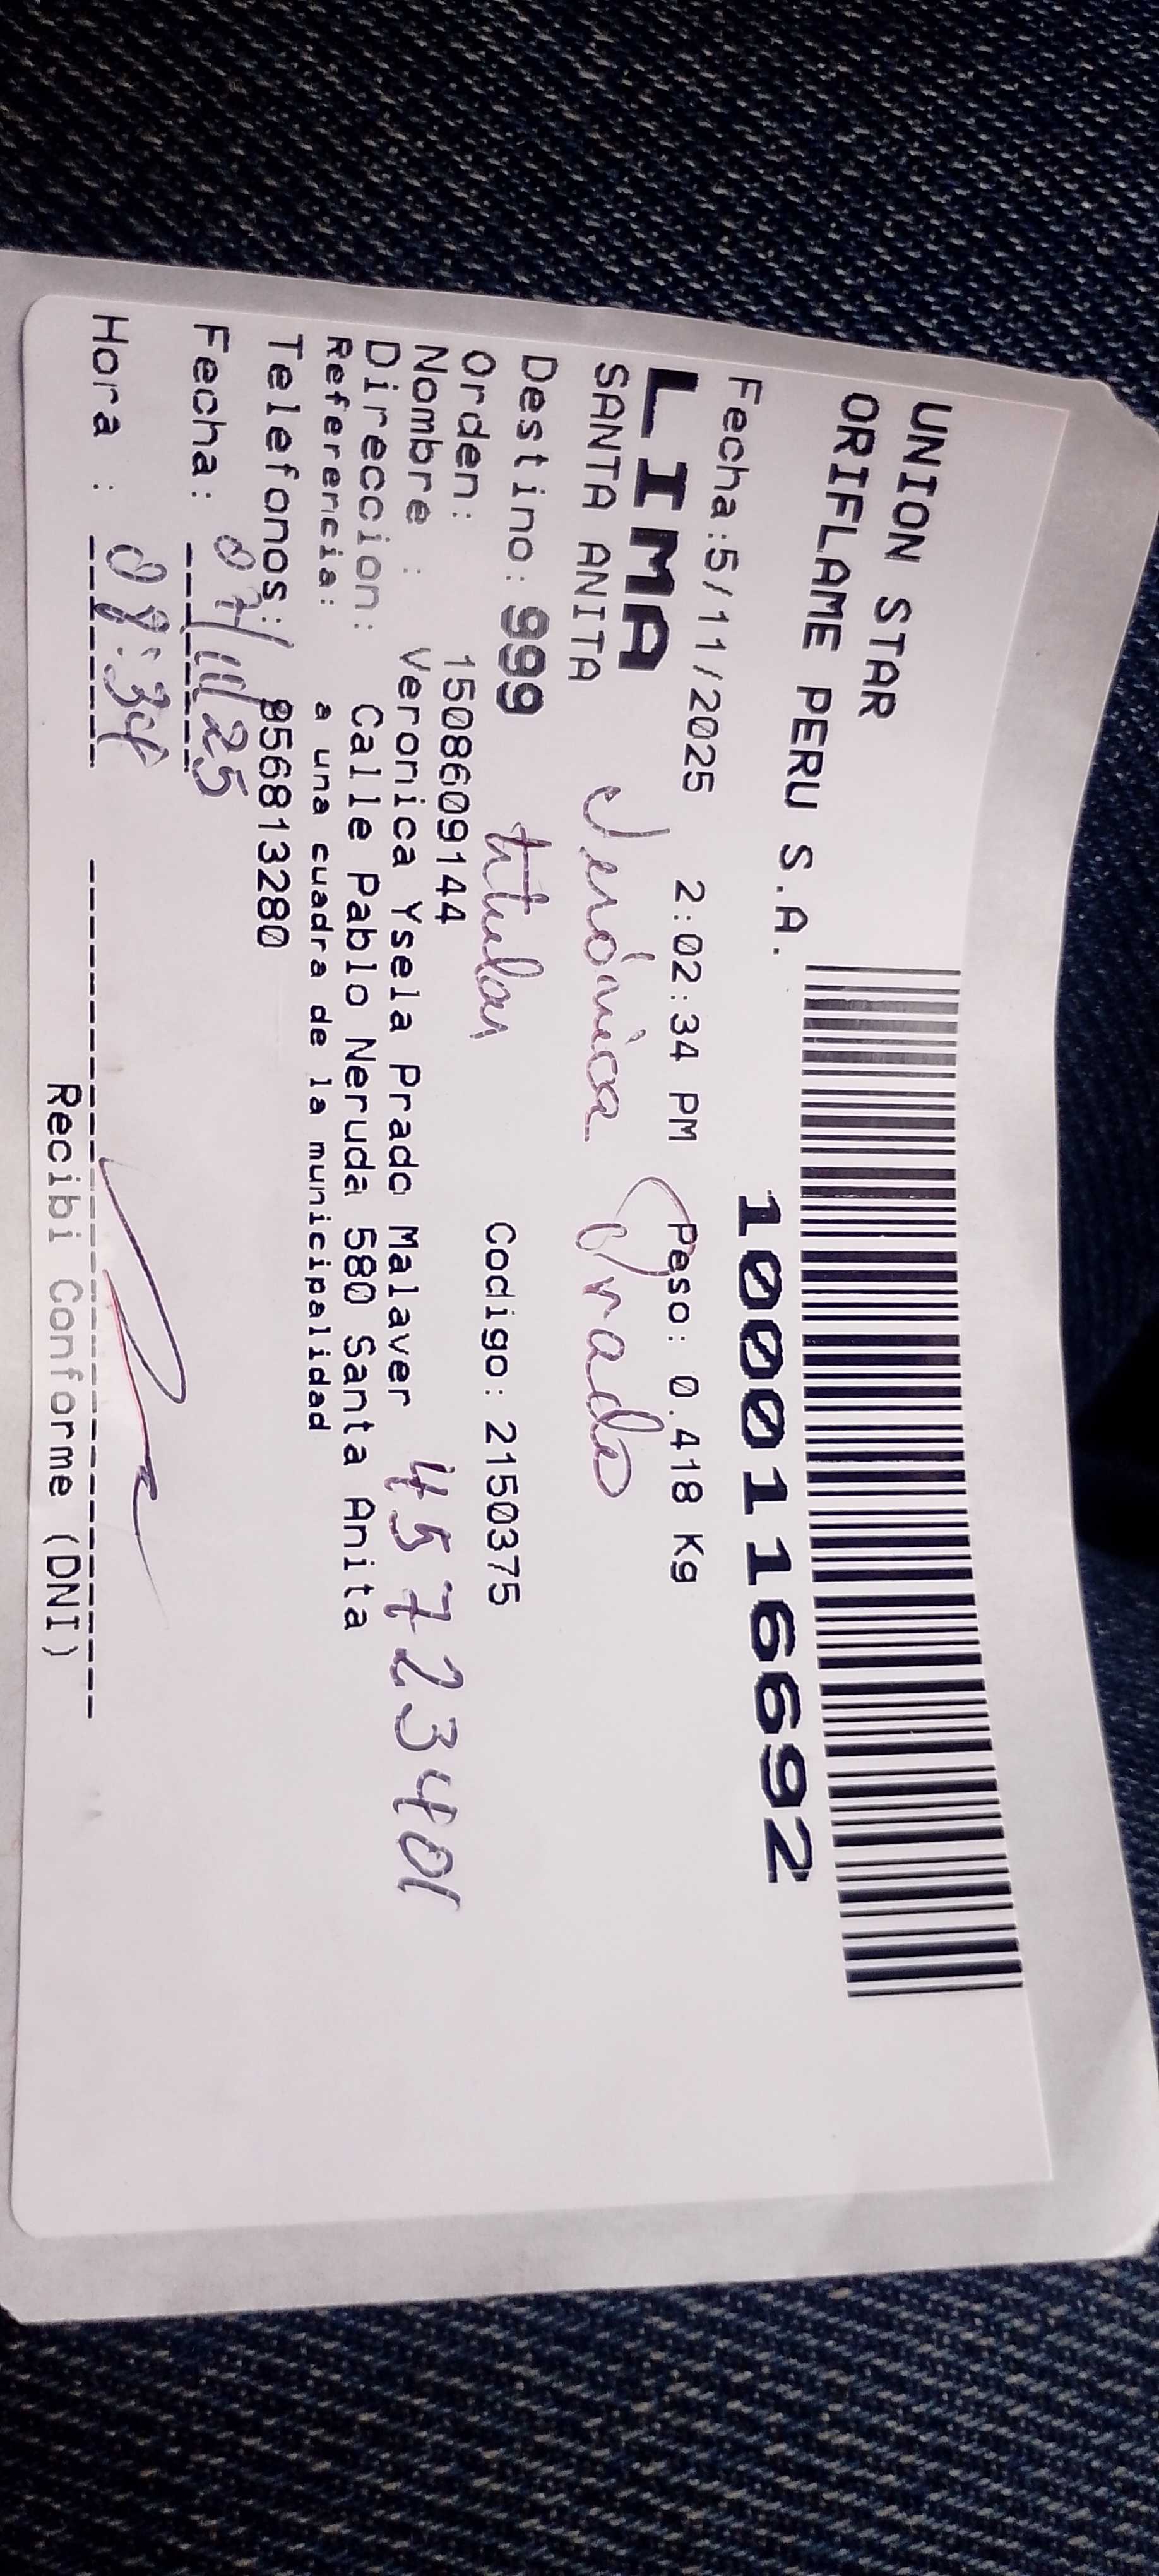 UNION STAR
ORIFLAME PERU S.A.
1000116692
Fecha:5/11/2025 2:02:34 PM Peso: 0.418 Kg
LIMA
SANTA ANITA
Verónica Prado
Destino: 999 titular
Codigo: 2150375
Orden: 1508609144
Nombre : Veronica Ysela Prado Malaver 45723401
Direccion: Calle Pablo Neruda 580 Santa Anita
Referencia: a una cuadra de la municipalidad
Telefonos: 956813280
Fecha: 07/11/25
Hora : 08:34
Recibi Conforme (DNI)